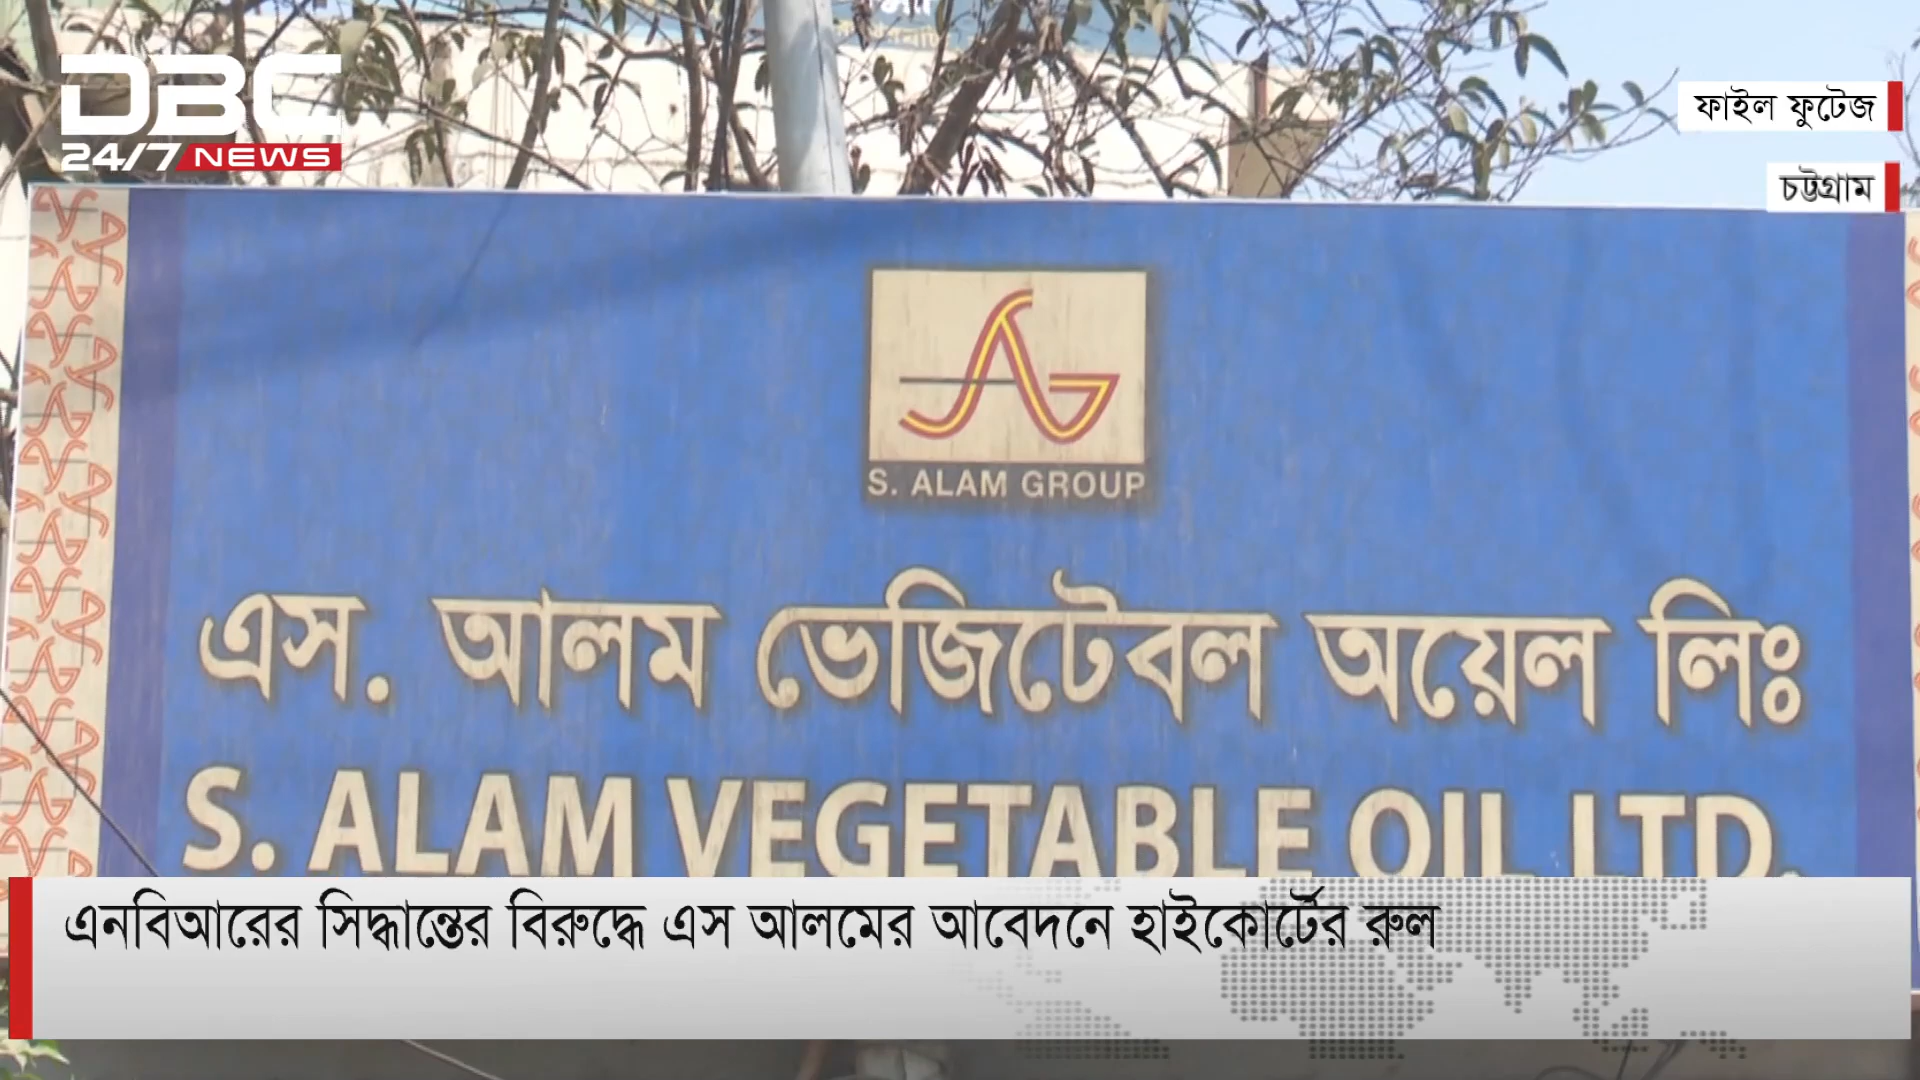 DBC
24/7 NEWS
ফাইল ফুটেজ
চট্টগ্রাম
S. ALAM GROUP
এস. আলম ভেজিটেবল অয়েল লিঃ
S. ALAM VEGETABLE OIL LTD.
এনবিআরের সিদ্ধান্তের বিরুদ্ধে এস আলমের আবেদনে হাইকোর্টের রুল